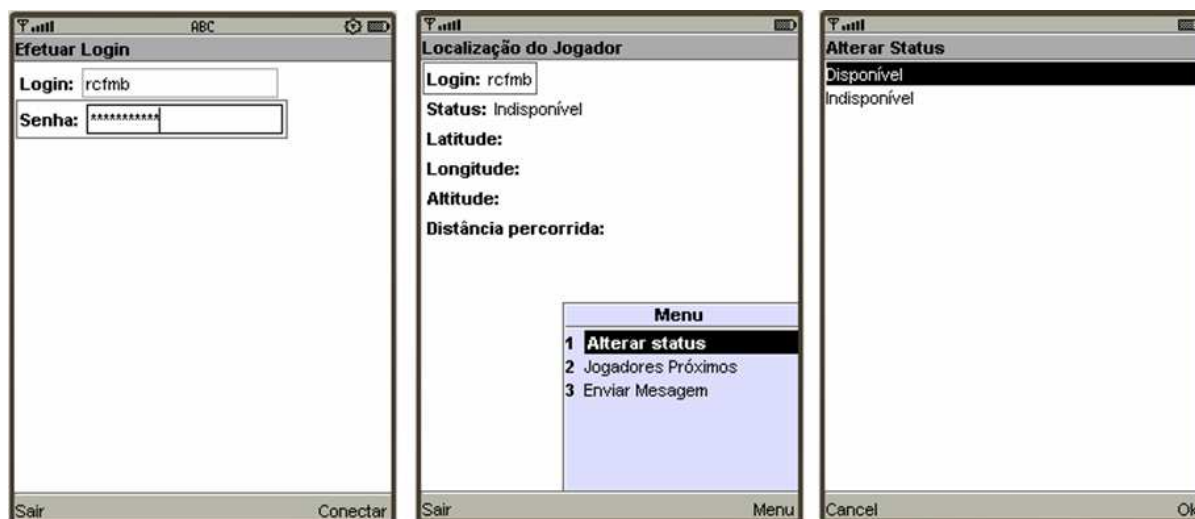 ABC
Efetuar Login
Login: rcfmb
Senha: ***********
Sair Conectar
Localização do Jogador
Login: rcfmb
Status: Indisponível
Latitude:
Longitude:
Altitude:
Distância percorrida:
Menu
1 Alterar status
2 Jogadores Próximos
3 Enviar Mesagem
Sair Menu
Alterar Status
Disponível
Indisponível
Cancel Ok